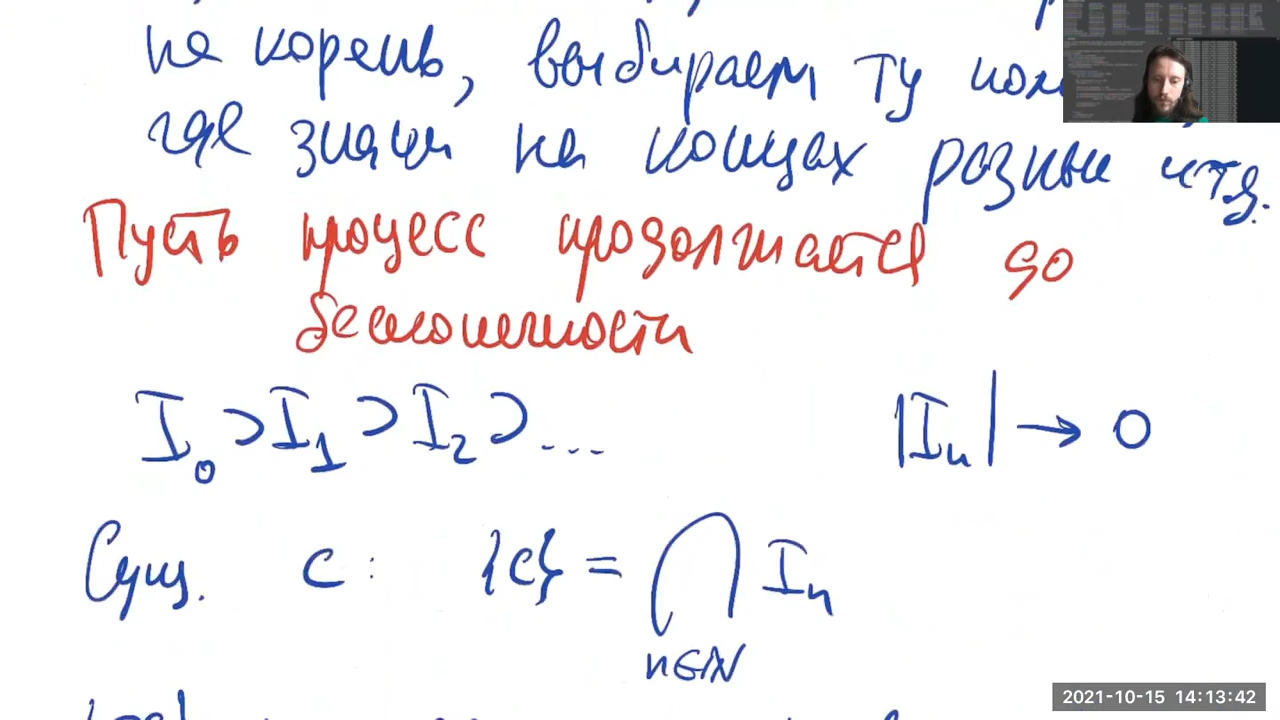 не корень, выбираем ту
где знаки на концах разные итд.
Пусть процесс продолжается до
бесконечности
I₀ ⊃ I₁ ⊃ I₂ ⊃ ... |Iₙ| → 0
Сущ. c: {c} = ⋂ Iₙ
n∈ℕ
2021-10-15 14:13:42